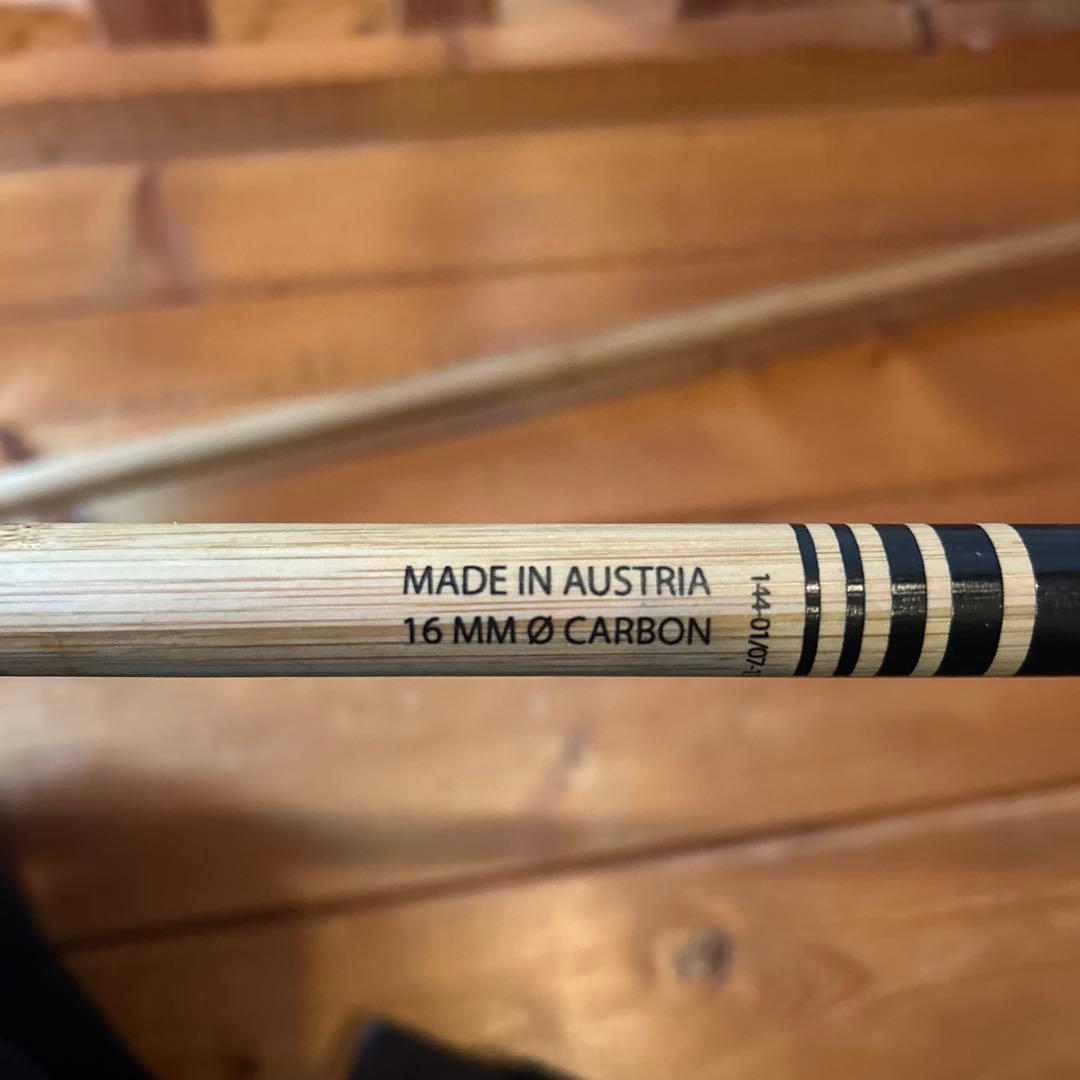 MADE IN AUSTRIA
16 MM Ø CARBON
144-01/07-1